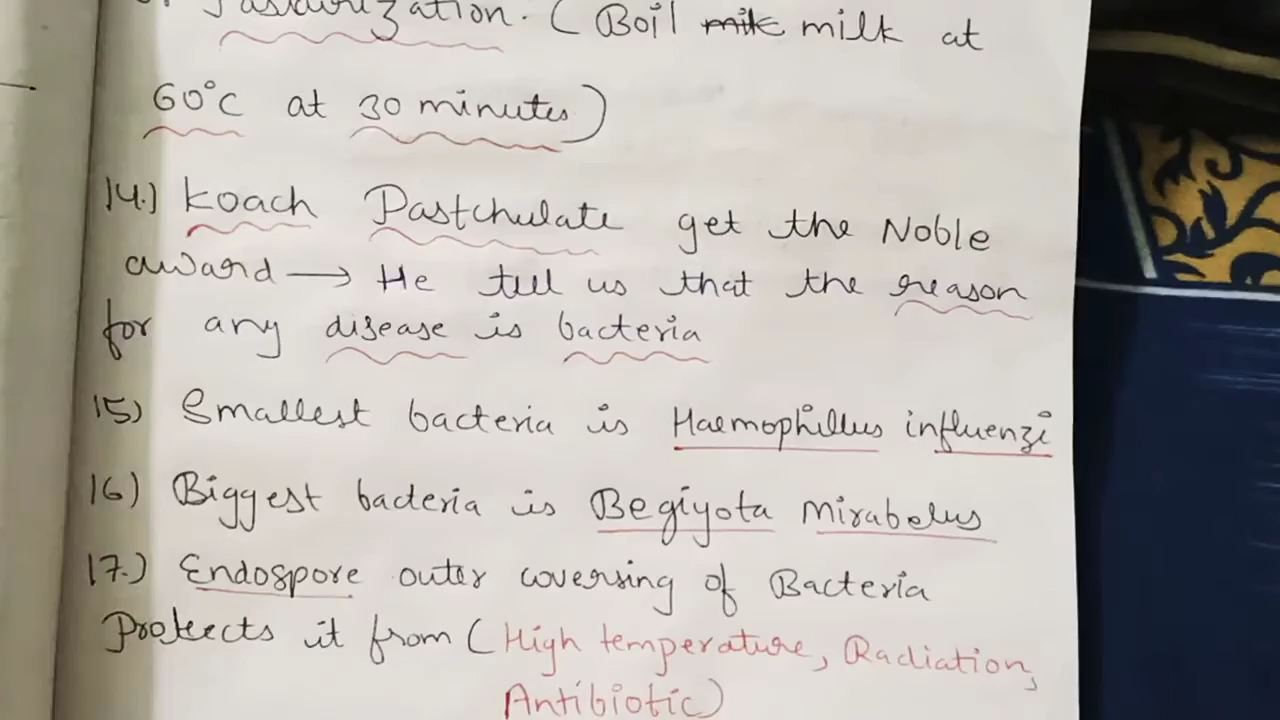 Pasteurization. (Boil milk milk at
60°C at 30 minutes)
14.) Koach Pastchulate get the Noble
award → He tell us that the reason
for any disease is bacteria
15) Smallest bacteria is Haemophillus influenzi
16) Biggest bacteria is Begiyota mirabelus
17.) Endospore outer coversing of Bacteria
Protects it from (High temperature, Radiation,
Antibiotic)